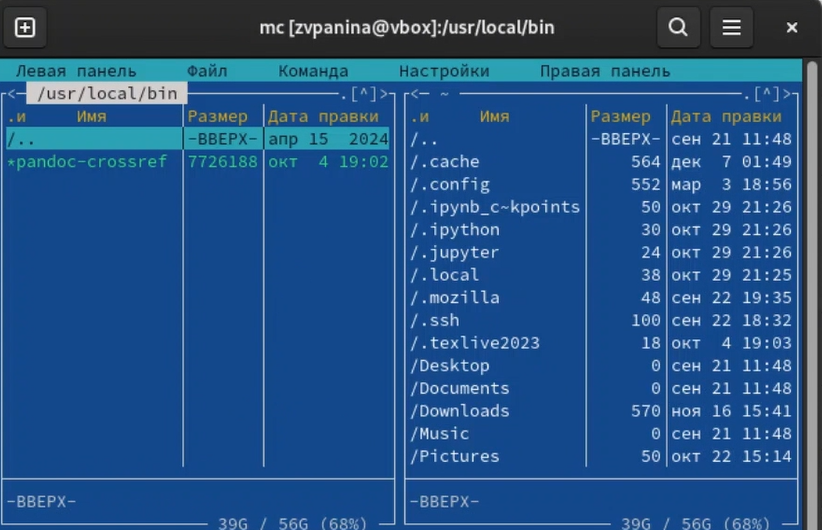 mc [zvpanina@vbox]:/usr/local/bin
Левая панель Файл Команда Настройки Правая панель
<─ /usr/local/bin .[^]>
.и Имя Размер Дата правки
/.. -ВВЕРХ- апр 15 2024
*pandoc-crossref 7726188 окт 4 19:02
-ВВЕРХ-
39G / 56G (68%)
<─ ~ .[^]>
.и Имя Размер Дата правки
/.. -ВВЕРХ- сен 21 11:48
/.cache 564 дек 7 01:49
/.config 552 мар 3 18:56
/.ipynb_c~kpoints 50 окт 29 21:26
/.ipython 30 окт 29 21:26
/.jupyter 24 окт 29 21:26
/.local 38 окт 29 21:25
/.mozilla 48 сен 22 19:35
/.ssh 100 сен 22 18:32
/.texlive2023 18 окт 4 19:03
/Desktop 0 сен 21 11:48
/Documents 0 сен 21 11:48
/Downloads 570 ноя 16 15:41
/Music 0 сен 21 11:48
/Pictures 50 окт 22 15:14
-ВВЕРХ-
39G / 56G (68%)